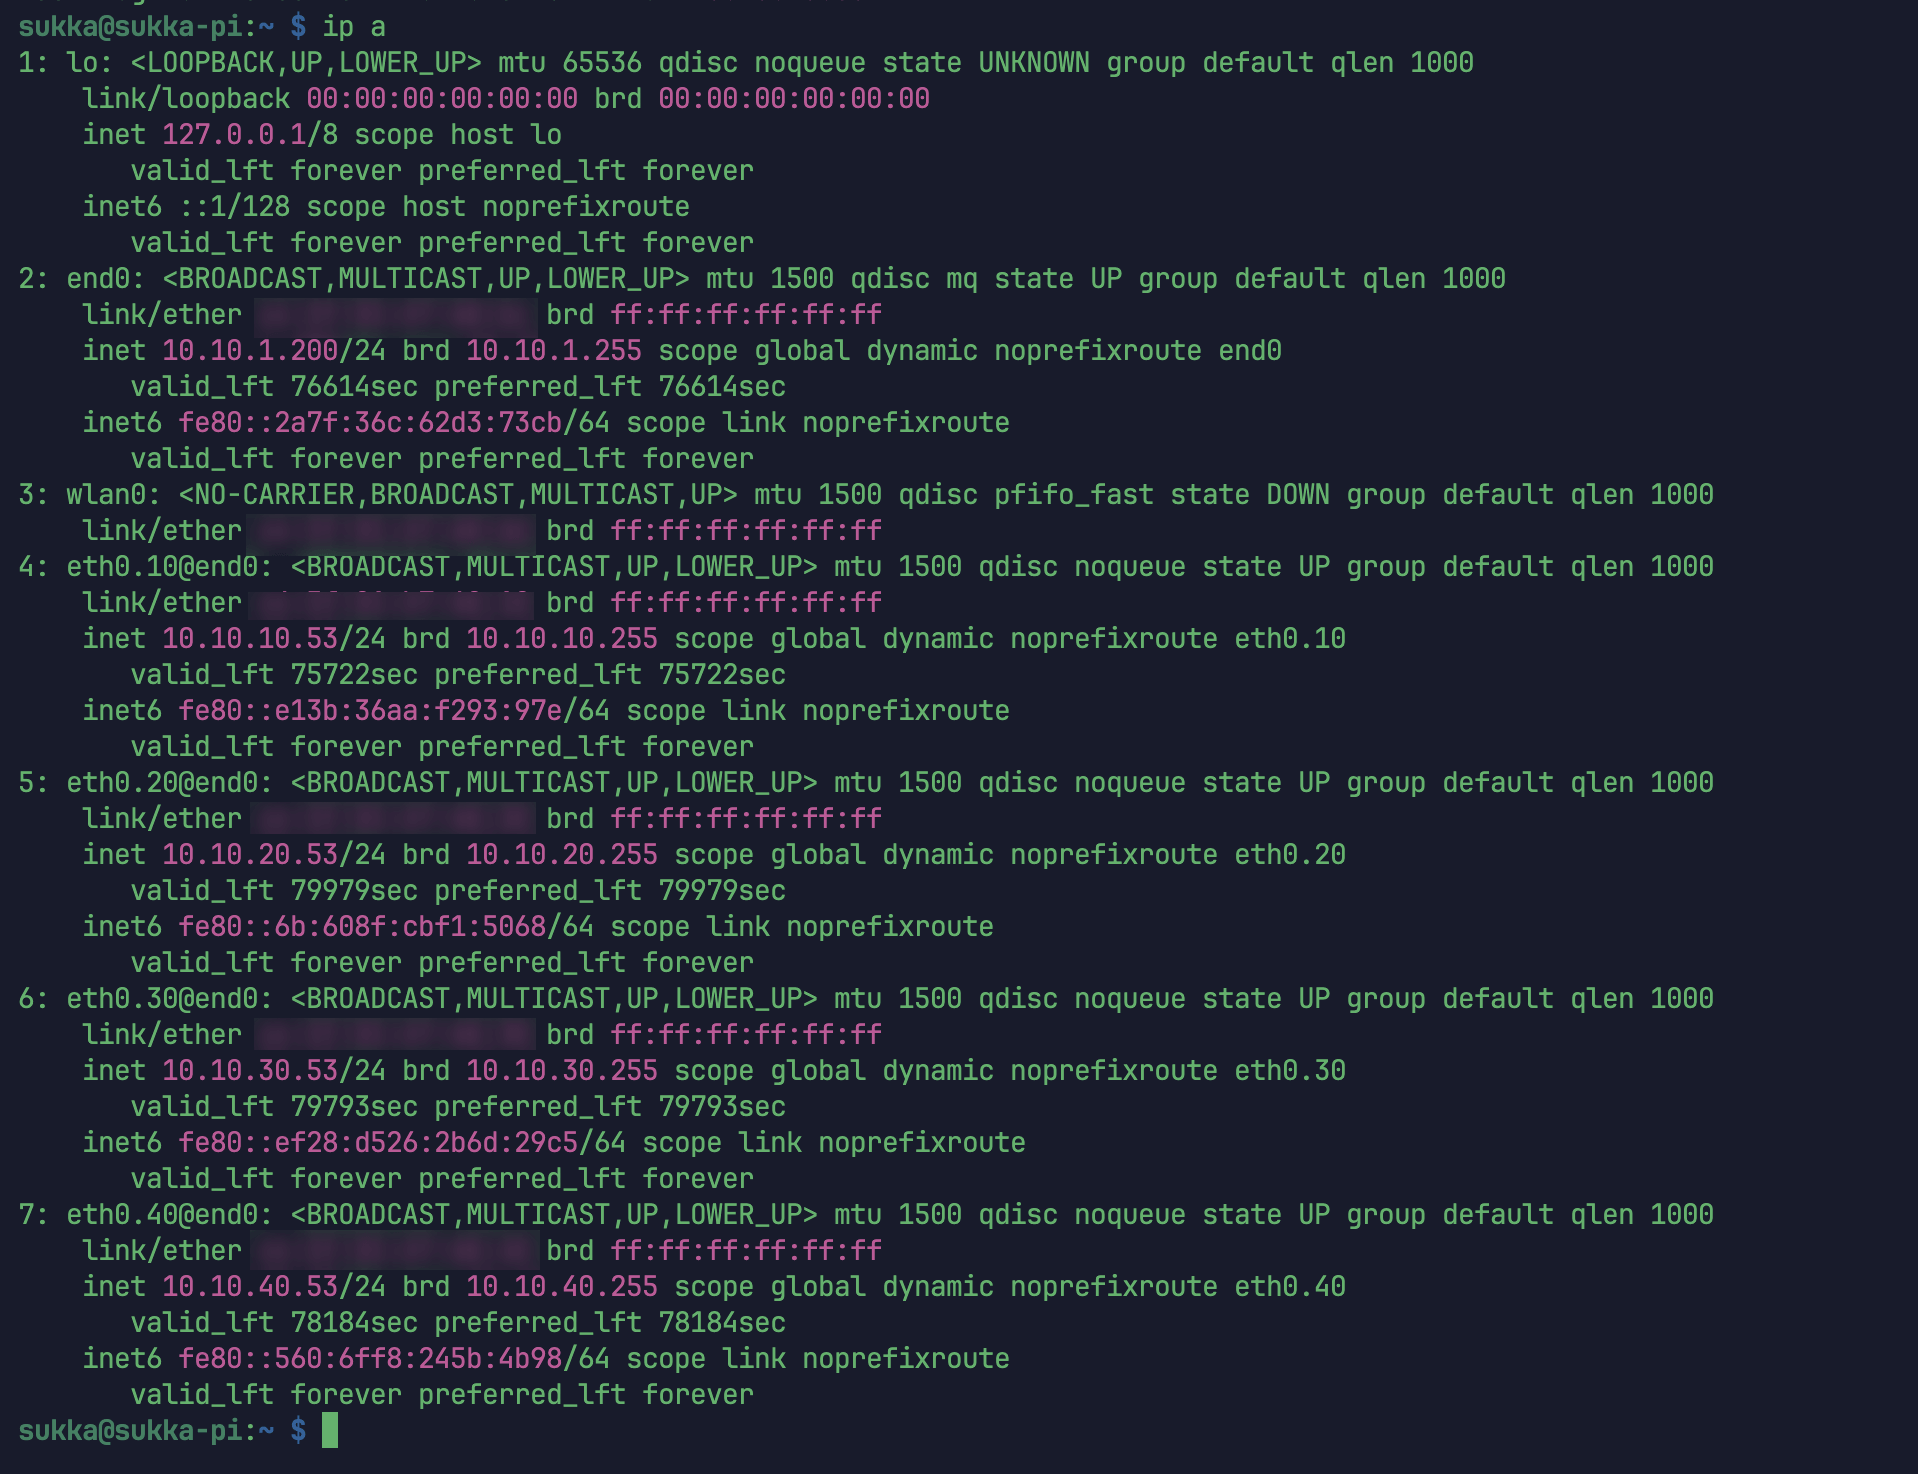 sukka@sukka-pi:~ $ ip a
1: lo: <LOOPBACK,UP,LOWER_UP> mtu 65536 qdisc noqueue state UNKNOWN group default qlen 1000
    link/loopback 00:00:00:00:00:00 brd 00:00:00:00:00:00
    inet 127.0.0.1/8 scope host lo
       valid_lft forever preferred_lft forever
    inet6 ::1/128 scope host noprefixroute
       valid_lft forever preferred_lft forever
2: end0: <BROADCAST,MULTICAST,UP,LOWER_UP> mtu 1500 qdisc mq state UP group default qlen 1000
    link/ether brd ff:ff:ff:ff:ff:ff
    inet 10.10.1.200/24 brd 10.10.1.255 scope global dynamic noprefixroute end0
       valid_lft 76614sec preferred_lft 76614sec
    inet6 fe80::2a7f:36c:62d3:73cb/64 scope link noprefixroute
       valid_lft forever preferred_lft forever
3: wlan0: <NO-CARRIER,BROADCAST,MULTICAST,UP> mtu 1500 qdisc pfifo_fast state DOWN group default qlen 1000
    link/ether brd ff:ff:ff:ff:ff:ff
4: eth0.10@end0: <BROADCAST,MULTICAST,UP,LOWER_UP> mtu 1500 qdisc noqueue state UP group default qlen 1000
    link/ether brd ff:ff:ff:ff:ff:ff
    inet 10.10.10.53/24 brd 10.10.10.255 scope global dynamic noprefixroute eth0.10
       valid_lft 75722sec preferred_lft 75722sec
    inet6 fe80::e13b:36aa:f293:97e/64 scope link noprefixroute
       valid_lft forever preferred_lft forever
5: eth0.20@end0: <BROADCAST,MULTICAST,UP,LOWER_UP> mtu 1500 qdisc noqueue state UP group default qlen 1000
    link/ether brd ff:ff:ff:ff:ff:ff
    inet 10.10.20.53/24 brd 10.10.20.255 scope global dynamic noprefixroute eth0.20
       valid_lft 79979sec preferred_lft 79979sec
    inet6 fe80::6b:608f:cbf1:5068/64 scope link noprefixroute
       valid_lft forever preferred_lft forever
6: eth0.30@end0: <BROADCAST,MULTICAST,UP,LOWER_UP> mtu 1500 qdisc noqueue state UP group default qlen 1000
    link/ether brd ff:ff:ff:ff:ff:ff
    inet 10.10.30.53/24 brd 10.10.30.255 scope global dynamic noprefixroute eth0.30
       valid_lft 79793sec preferred_lft 79793sec
    inet6 fe80::ef28:d526:2b6d:29c5/64 scope link noprefixroute
       valid_lft forever preferred_lft forever
7: eth0.40@end0: <BROADCAST,MULTICAST,UP,LOWER_UP> mtu 1500 qdisc noqueue state UP group default qlen 1000
    link/ether brd ff:ff:ff:ff:ff:ff
    inet 10.10.40.53/24 brd 10.10.40.255 scope global dynamic noprefixroute eth0.40
       valid_lft 78184sec preferred_lft 78184sec
    inet6 fe80::560:6ff8:245b:4b98/64 scope link noprefixroute
       valid_lft forever preferred_lft forever
sukka@sukka-pi:~ $